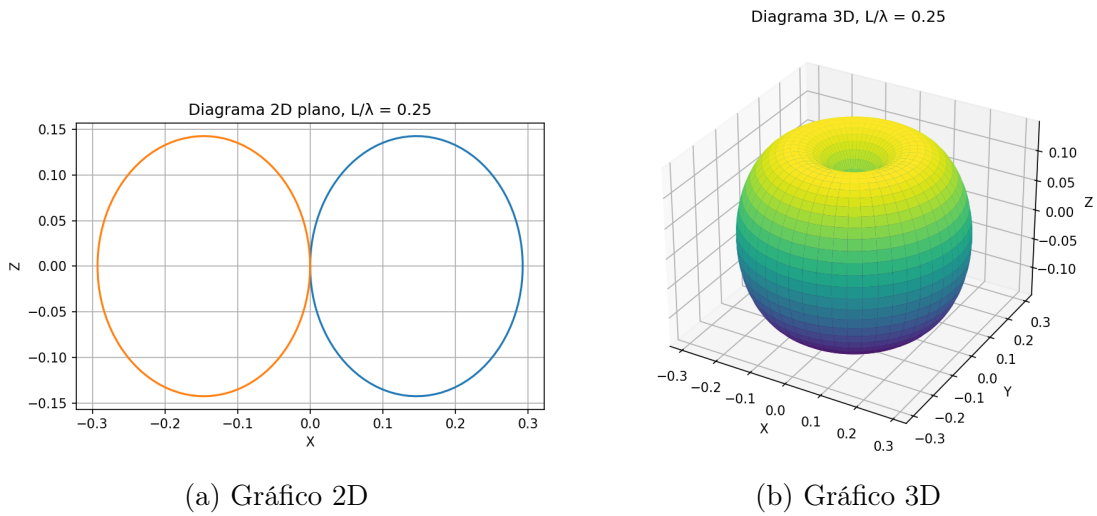 Diagrama 2D plano, L/λ = 0.25
0.15
0.10
0.05
0.00
−0.05
−0.10
−0.15
Z
−0.3 −0.2 −0.1 0.0 0.1 0.2 0.3
X
(a) Gráfico 2D
Diagrama 3D, L/λ = 0.25
0.10
0.05
0.00
−0.05
−0.10
Z
−0.3 −0.2 −0.1 0.0 0.1 0.2 0.3
X
−0.3 −0.2 −0.1 0.0 0.1 0.2 0.3
Y
(b) Gráfico 3D